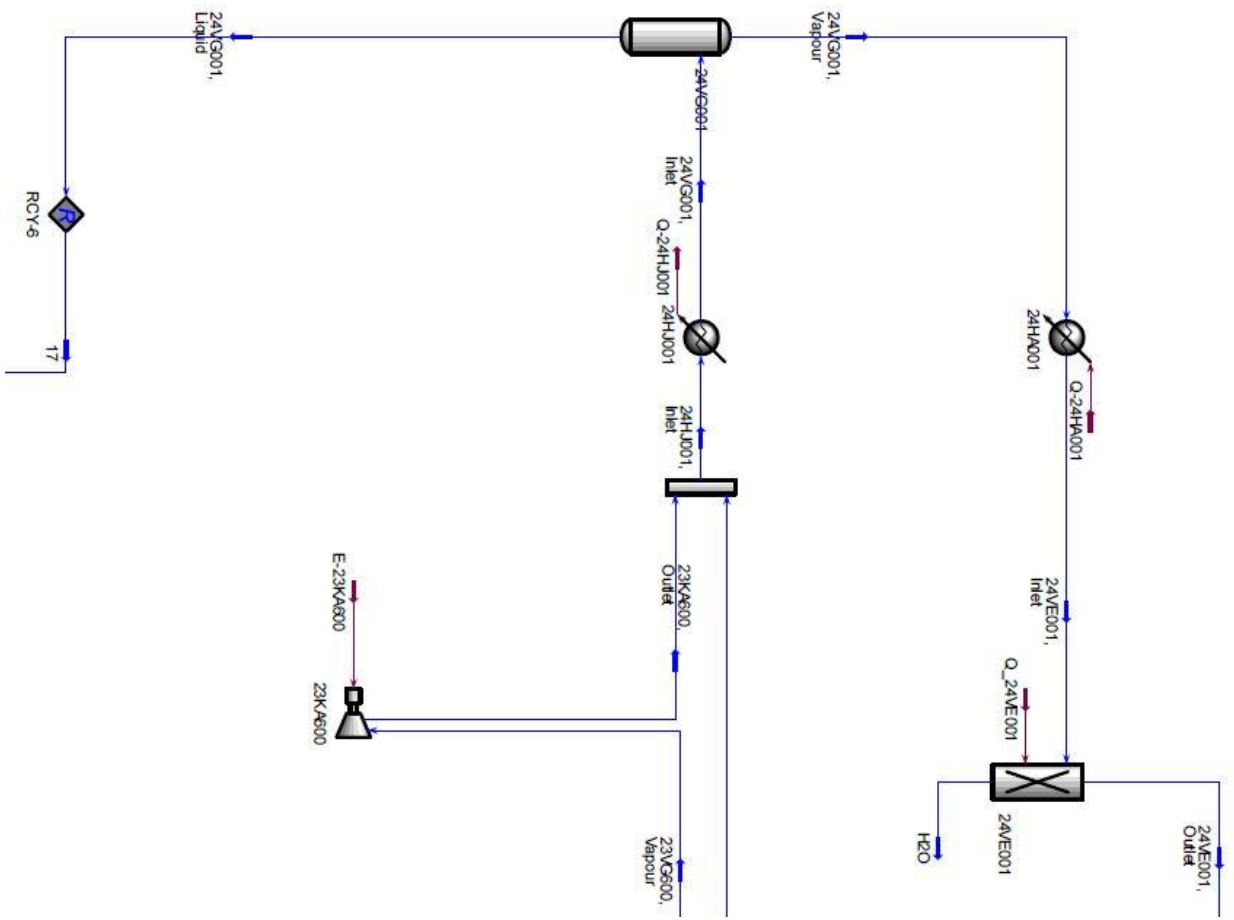 24VG001,
Liquid
24VG001,
Vapour
24VG001
24VG001,
Inlet
Q-24HJ001
24HJ001
RCY-6
R
17
24HA001
Q-24HA001
24HJ001,
Inlet
23KA600,
Outlet
E-23KA600
23KA600
23VG600,
Vapour
24VE001,
Inlet
Q_24VE001
24VE001
H2O
24VE001,
Outlet